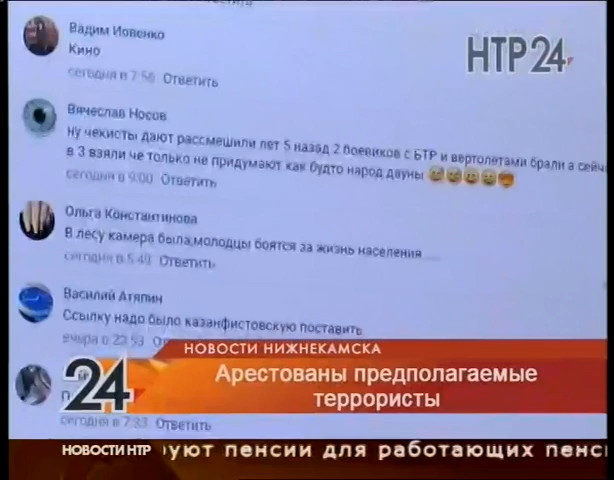 Вадим Иовенко
Кино
сегодня в 7:56 Ответить
НТР24
Вячеслав Носов
ну чекисты дают рассмешили лет 5 назад 2 боевиков с БТР и вертолетами брали а сейч
в 3 взяли че только не придумают как будто народ дауны
сегодня в 9:00 Ответить
Ольга Константинова
В лесу камера была,молодцы боятся за жизнь населения....
сегодня в 5:49 Ответить
Василий Атяпин
Ссылку надо было казанфистовскую поставить
вчера в 23:53
НОВОСТИ НИЖНЕКАМСКА
24
Арестованы предполагаемые
террористы
сегодня в 7:33 Ответить
НОВОСТИ НТР уют пенсии для работающих пенс